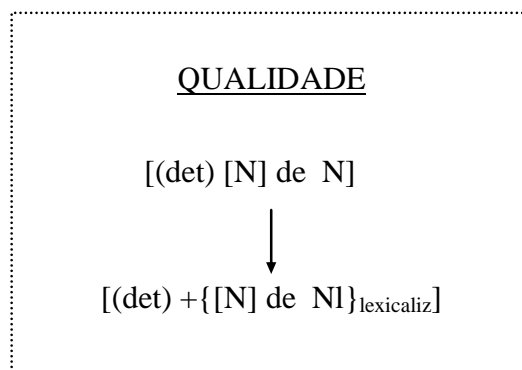 QUALIDADE
[(det) [N] de N]
[(det) +{[N] de Nl}lexicaliz]